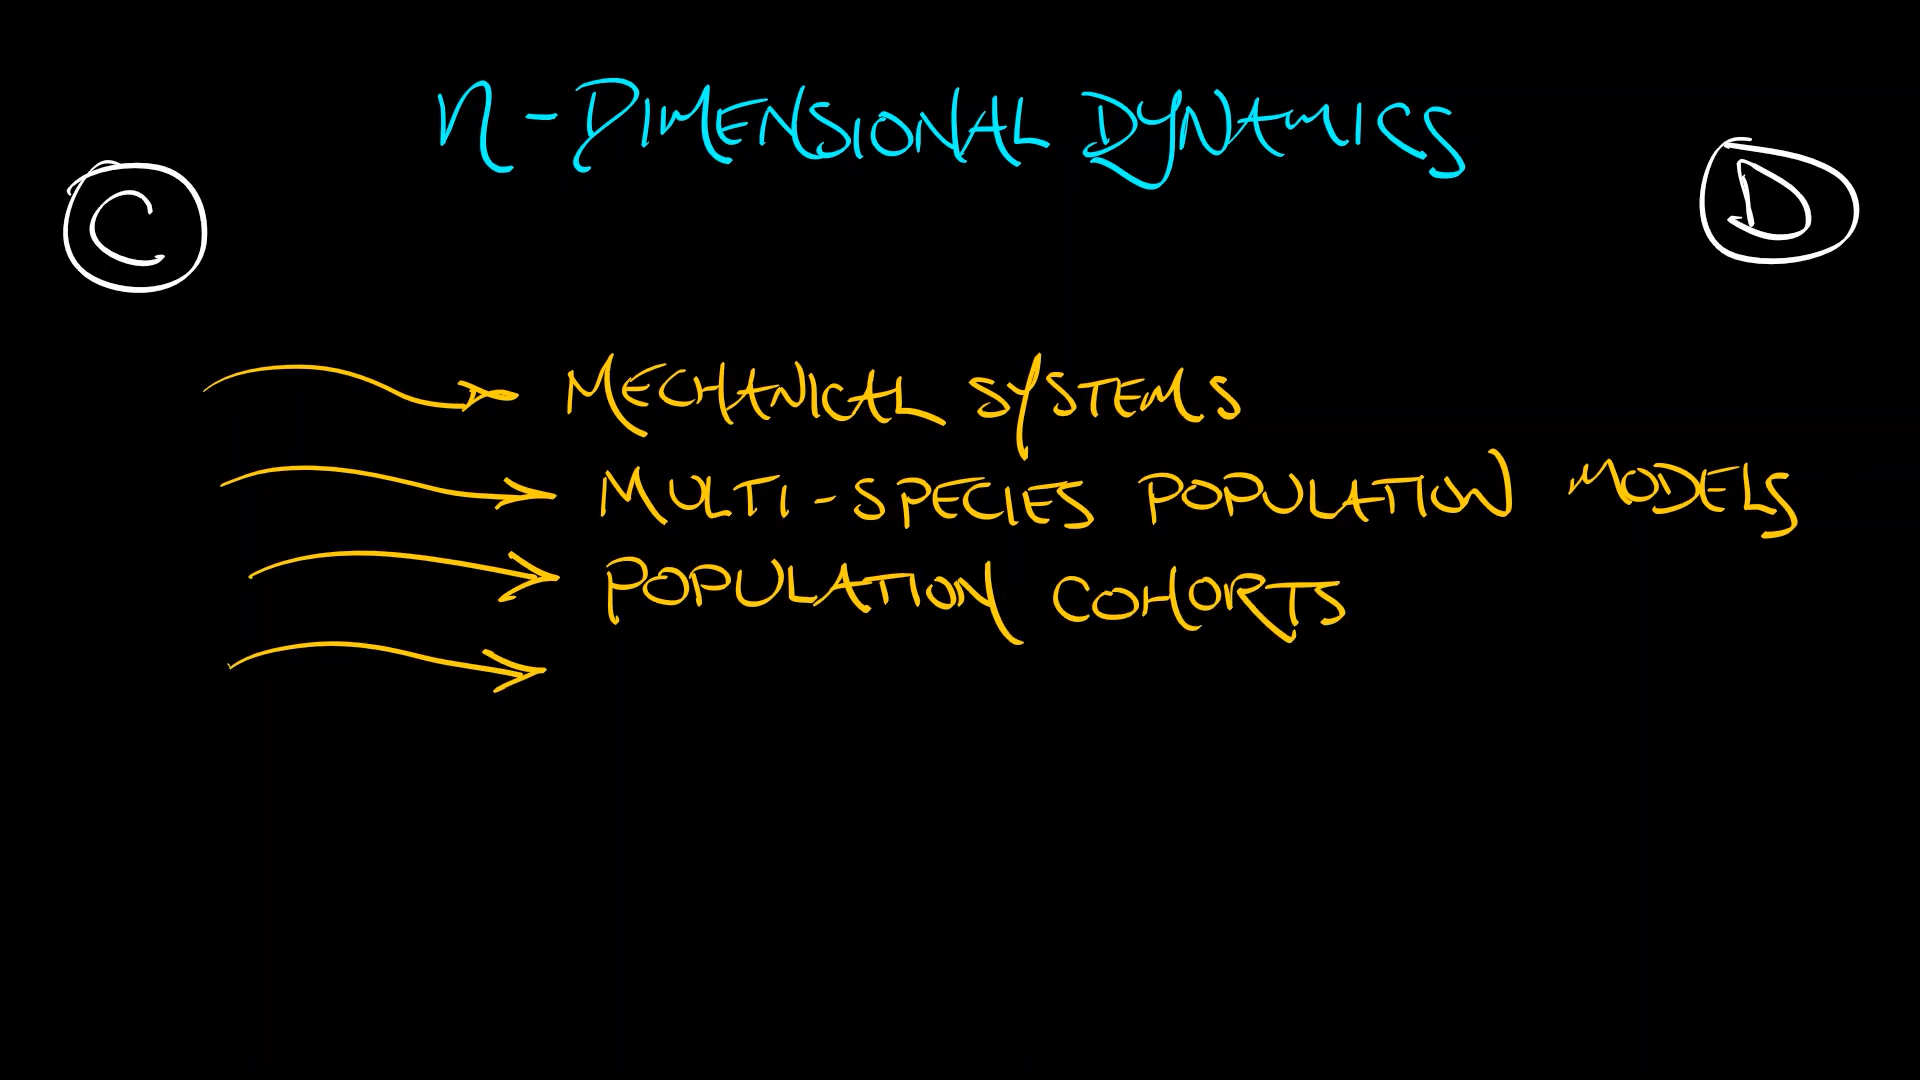 n-DIMENSIONAL DYNAMICS
C
D
MECHANICAL SYSTEMS
MULTI-SPECIES POPULATION MODELS
POPULATION COHORTS